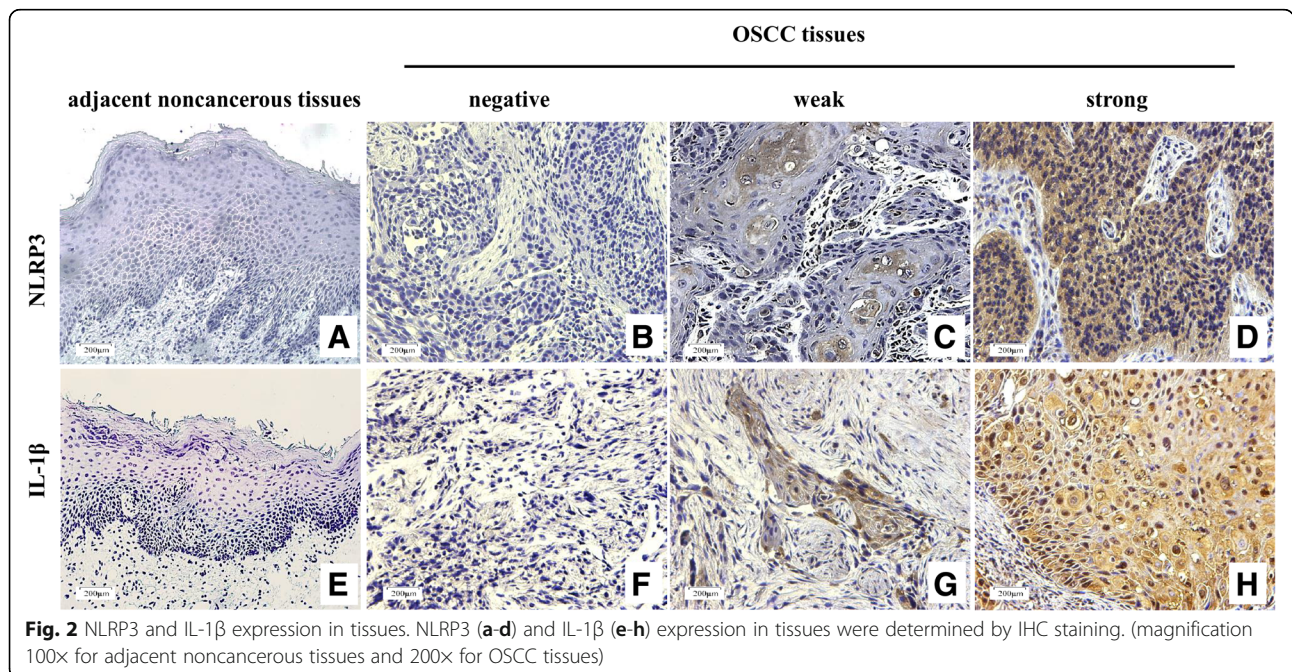 OSCC tissues
adjacent noncancerous tissues negative weak strong
NLRP3
A
200μm
B
200μm
C
200μm
D
200μm
IL-1β
E
200μm
F
200μm
G
200μm
H
200μm
Fig. 2 NLRP3 and IL-1β expression in tissues. NLRP3 (a-d) and IL-1β (e-h) expression in tissues were determined by IHC staining. (magnification
100× for adjacent noncancerous tissues and 200× for OSCC tissues)